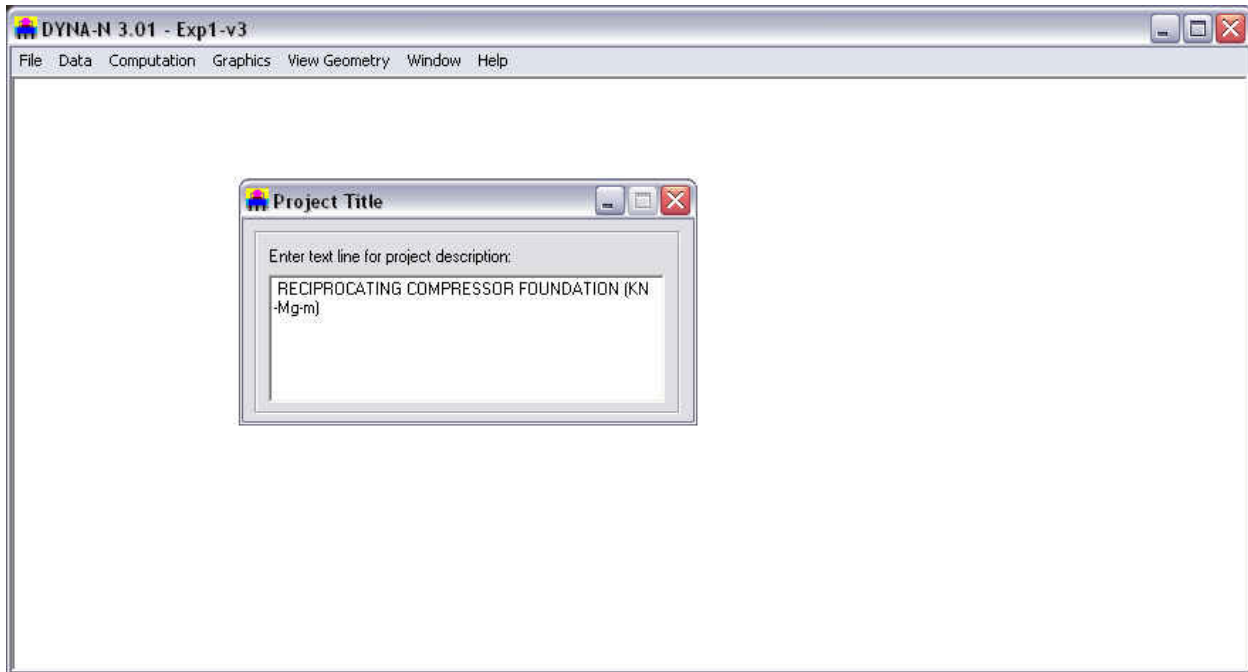 DYNA-N 3.01 - Exp1-v3
File Data Computation Graphics View Geometry Window Help
Project Title
Enter text line for project description:
RECIPROCATING COMPRESSOR FOUNDATION (KN
-Mg-m)